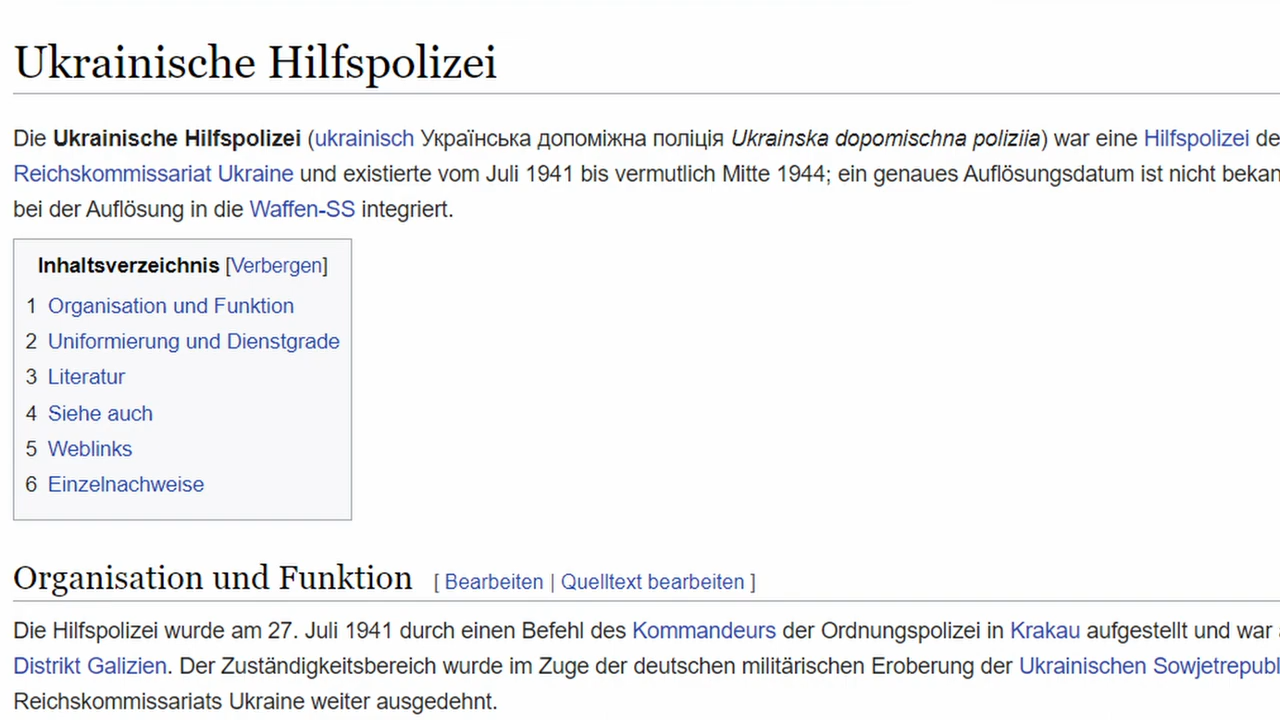 Ukrainische Hilfspolizei
Die Ukrainische Hilfspolizei (ukrainisch Українська допоміжна поліція Ukrainska dopomischna poliziia) war eine Hilfspolizei de
Reichskommissariat Ukraine und existierte vom Juli 1941 bis vermutlich Mitte 1944; ein genaues Auflösungsdatum ist nicht bekan
bei der Auflösung in die Waffen-SS integriert.
Inhaltsverzeichnis [Verbergen]
1 Organisation und Funktion
2 Uniformierung und Dienstgrade
3 Literatur
4 Siehe auch
5 Weblinks
6 Einzelnachweise
Organisation und Funktion [ Bearbeiten | Quelltext bearbeiten ]
Die Hilfspolizei wurde am 27. Juli 1941 durch einen Befehl des Kommandeurs der Ordnungspolizei in Krakau aufgestellt und war
Distrikt Galizien. Der Zuständigkeitsbereich wurde im Zuge der deutschen militärischen Eroberung der Ukrainischen Sowjetrepubl
Reichskommissariats Ukraine weiter ausgedehnt.